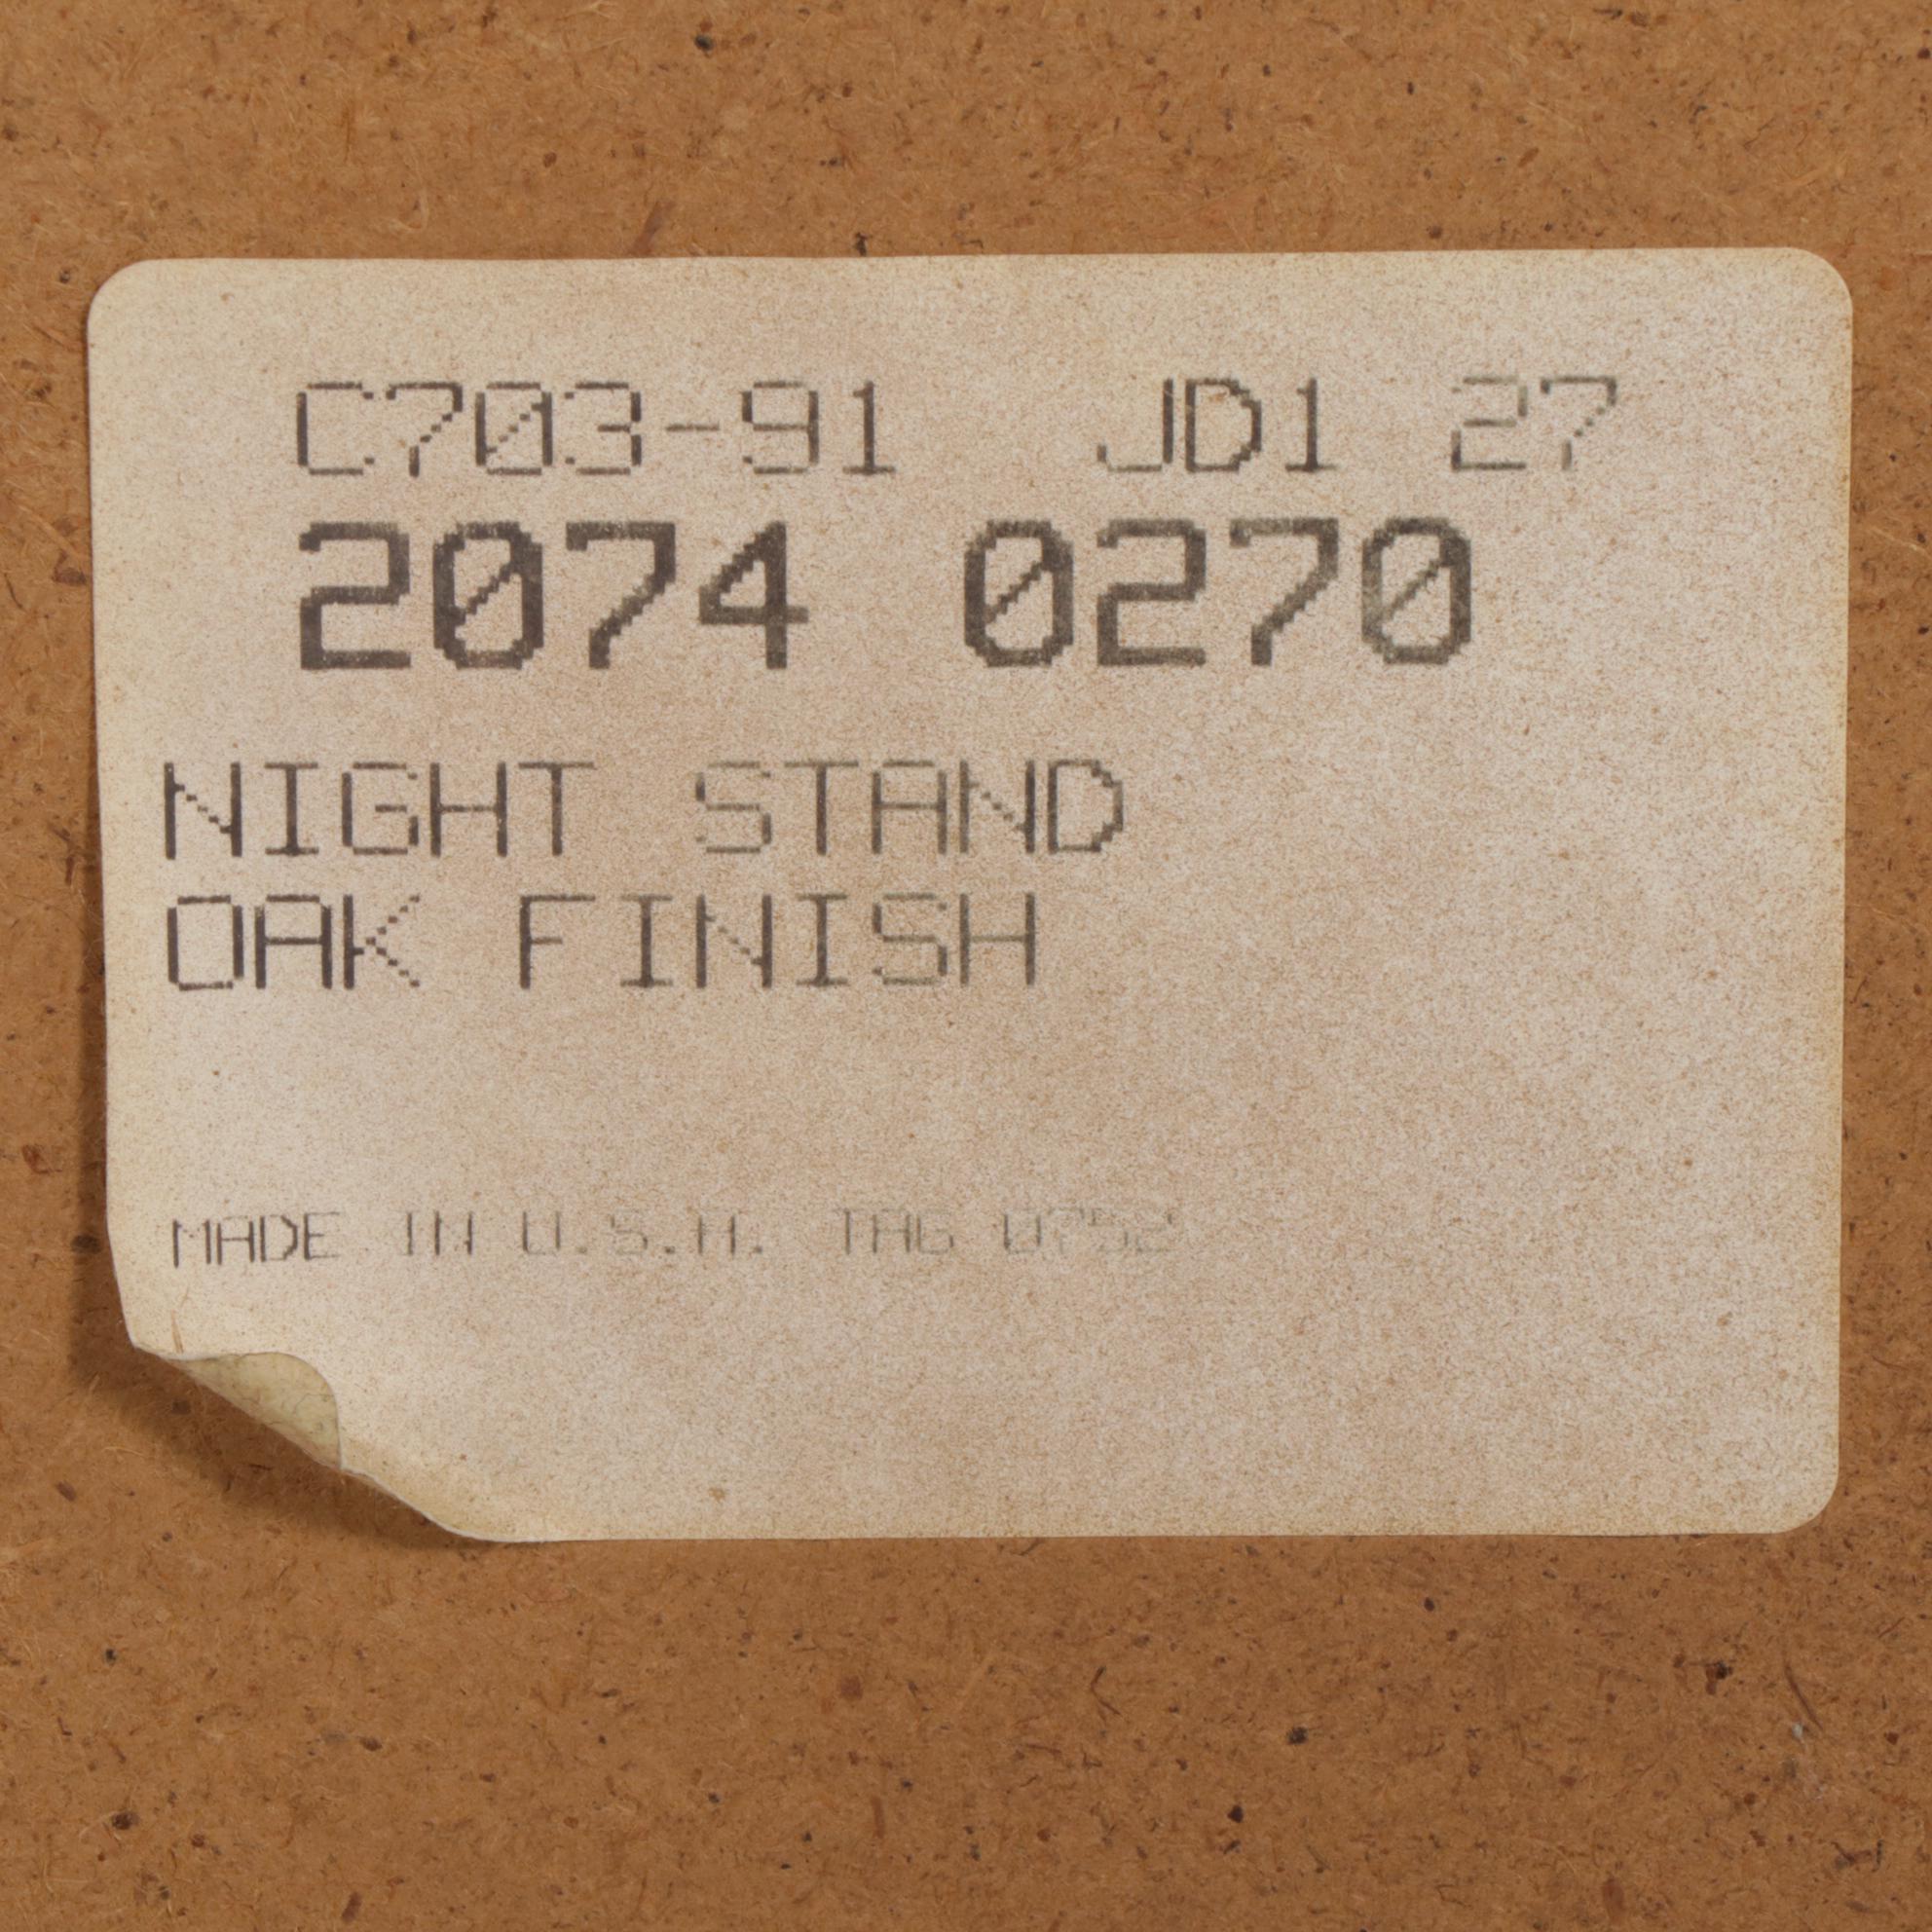 C703-91 JD1 27
2074 0270
NIGHT STAND
OAK FINISH
MADE IN U.S.A. TAG 0752